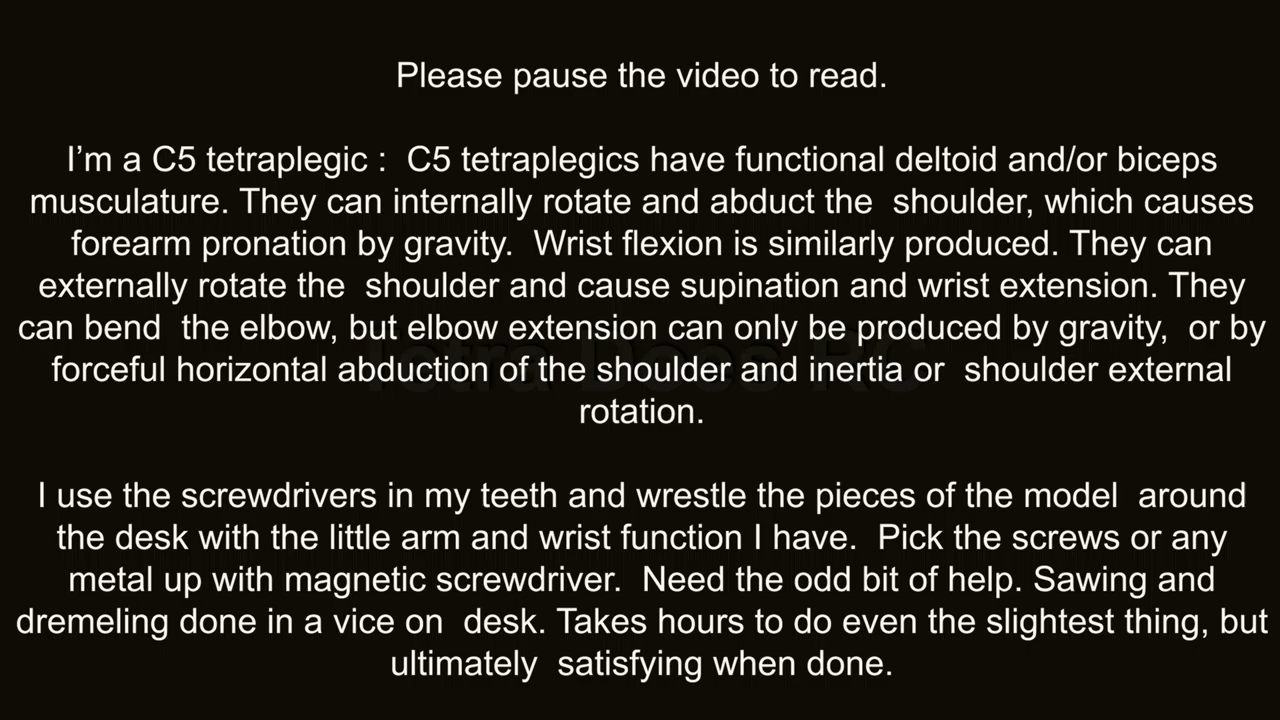 Please pause the video to read.
I’m a C5 tetraplegic :  C5 tetraplegics have functional deltoid and/or biceps
musculature. They can internally rotate and abduct the  shoulder, which causes
forearm pronation by gravity.  Wrist flexion is similarly produced. They can
externally rotate the  shoulder and cause supination and wrist extension. They
can bend  the elbow, but elbow extension can only be produced by gravity,  or by
forceful horizontal abduction of the shoulder and inertia or  shoulder external
rotation.
I use the screwdrivers in my teeth and wrestle the pieces of the model  around
the desk with the little arm and wrist function I have.  Pick the screws or any
metal up with magnetic screwdriver.  Need the odd bit of help. Sawing and
dremeling done in a vice on  desk. Takes hours to do even the slightest thing, but
ultimately  satisfying when done.